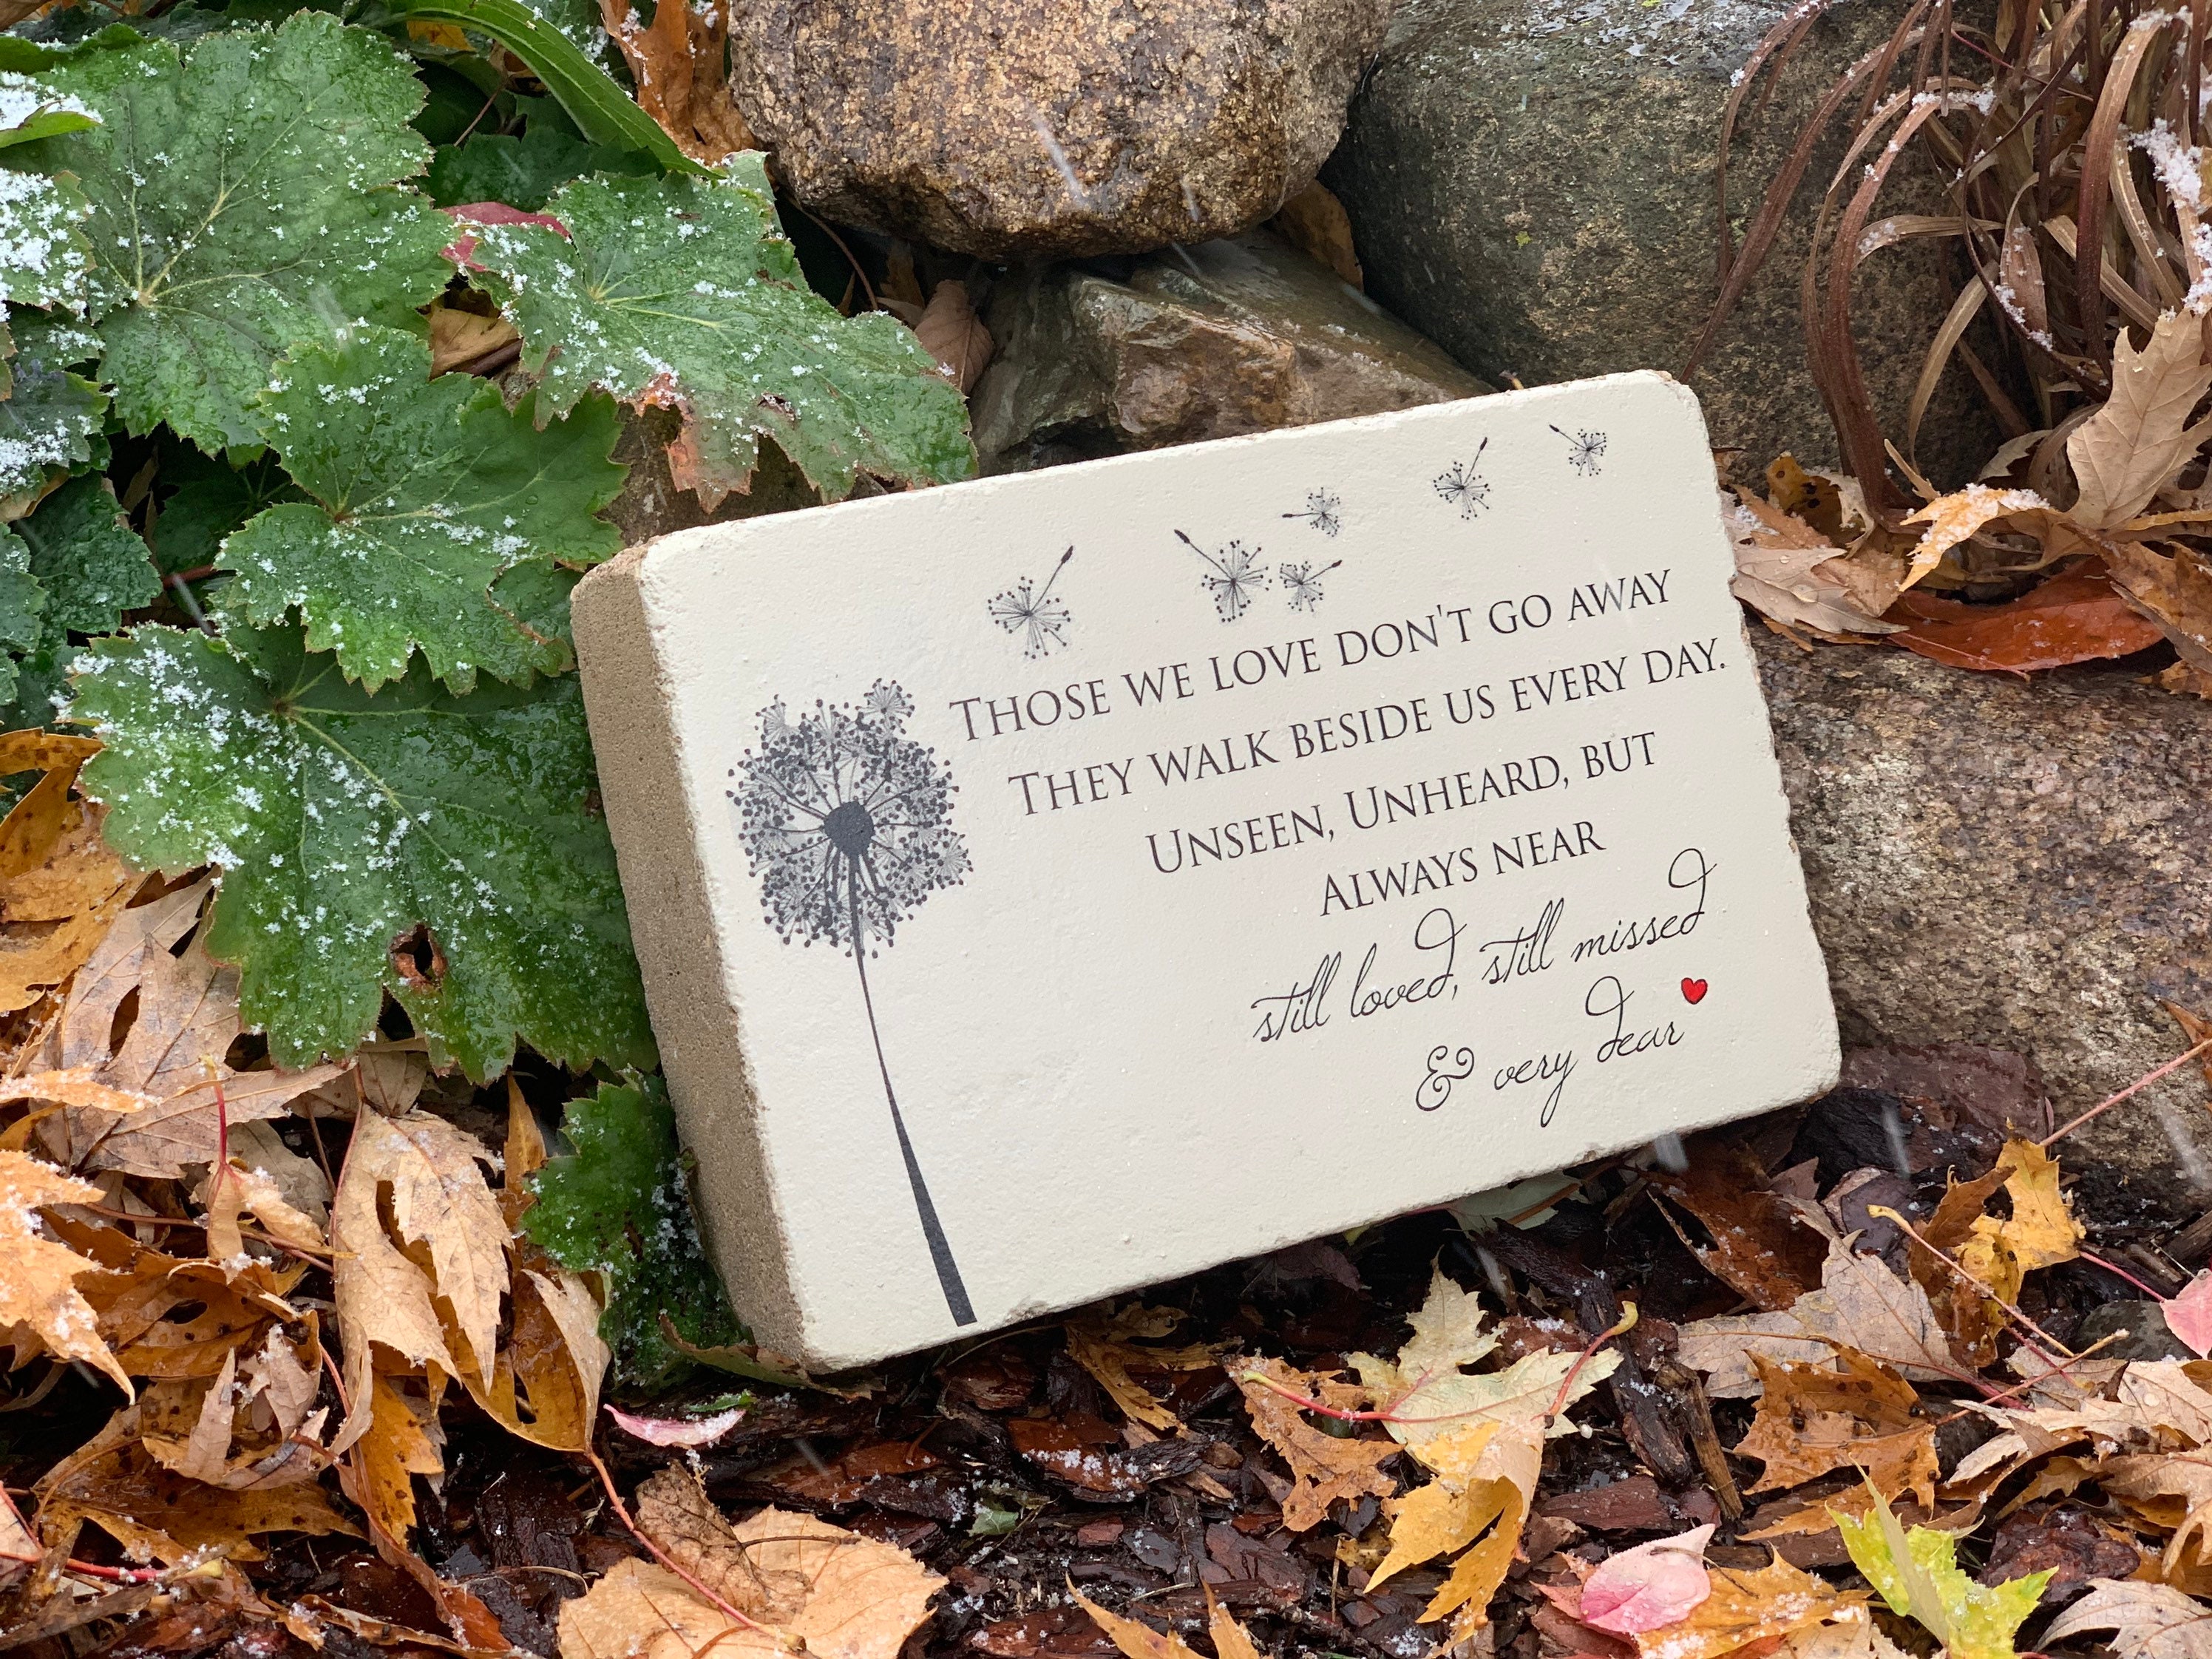 Those we love don't go away
They walk beside us every day.
Unseen, Unheard, but
always near
still loved, still missed
& very dear